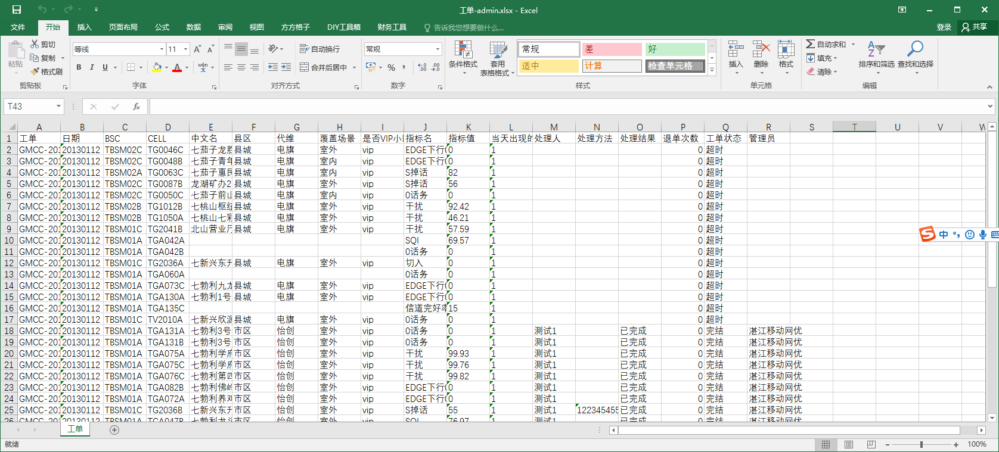 工单-admin.xlsx - Excel
文件 开始 插入 页面布局 公式 数据 审阅 视图 方方格子 DIY工具箱 财务工具 告诉我您想要做什么... 登录 共享
粘贴 剪切 复制 格式刷 剪贴板
等线 11 B I U 字体
自动换行 合并后居中 对齐方式
常规 % 数字
条件格式 套用 表格格式
常规 差 好
适中 计算 检查单元格
样式
插入 删除 格式 单元格
自动求和 填充 清除 排序和筛选 查找和选择 编辑
T43 fx
A B C D E F G H I J K L M N O P Q R S T U V W
1 工单 日期 BSC CELL 中文名 县区 代维 覆盖场景 是否VIP小 指标名 指标值 当天出现的 处理人 处理方法 处理结果 退单次数 工单状态 管理员
2 GMCC-201 20130112 TBSM02C TG0046C 七茄子龙胜 县城 电旗 室外 vip EDGE下行 0 1 0 超时
3 GMCC-201 20130112 TBSM02C TG0048B 七茄子青年 县城 电旗 室内 vip EDGE下行 0 1 0 超时
4 GMCC-201 20130112 TBSM02A TG0063C 七茄子惠民 县城 电旗 室内 vip S掉话 82 1 0 超时
5 GMCC-201 20130112 TBSM02C TG0087B 龙湖矿办2 县城 电旗 室外 vip S掉话 56 1 0 超时
6 GMCC-201 20130112 TBSM02C TG0050C 七茄子前山 县城 电旗 室内 vip 0话务 0 1 0 超时
7 GMCC-201 20130112 TBSM02B TG1012B 七桃山枢纽 县城 电旗 室外 vip 干扰 92.42 1 0 超时
8 GMCC-201 20130112 TBSM02B TG1050A 七桃山七彩 县城 电旗 室外 vip 干扰 46.21 1 0 超时
9 GMCC-201 20130112 TBSM01C TG2041B 北山营业厅 县城 电旗 室外 vip 干扰 57.59 1 0 超时
10 GMCC-201 20130112 TBSM01A TGA042A SQI 69.57 1 0 超时
11 GMCC-201 20130112 TBSM01A TGA042B 0话务 0 1 0 超时
12 GMCC-201 20130112 TBSM01C TG2036A 七新兴东升 县城 电旗 室外 vip 切入 0 1 0 超时
13 GMCC-201 20130112 TBSM01A TGA060A 0话务 0 1 0 超时
14 GMCC-201 20130112 TBSM01A TGA073C 七勃利九龙 县城 电旗 室外 vip EDGE下行 0 1 0 超时
15 GMCC-201 20130112 TBSM01A TGA130A 七勃利1号 县城 电旗 室外 vip EDGE下行 0 1 0 超时
16 GMCC-201 20130112 TBSM01A TGA135C 信道完好率 15 1 0 超时
17 GMCC-201 20130112 TBSM01C TV2010A 七新兴欣源 县城 电旗 室外 vip 0话务 0 1 0 超时
18 GMCC-201 20130112 TBSM01A TGA131A 七勃利3号 市区 怡创 室外 vip 0话务 0 1 测试1 已完成 0 完结 湛江移动网优
19 GMCC-201 20130112 TBSM01A TGA131B 七勃利3号 市区 怡创 室外 vip 0话务 0 1 测试1 已完成 0 完结 湛江移动网优
20 GMCC-201 20130112 TBSM01A TGA075A 七勃利学府 市区 怡创 室外 vip 干扰 99.93 1 测试1 已完成 0 完结 湛江移动网优
21 GMCC-201 20130112 TBSM01A TGA075C 七勃利学府 市区 怡创 室外 vip 干扰 99.76 1 测试1 已完成 0 完结 湛江移动网优
22 GMCC-201 20130112 TBSM01A TGA076C 七勃利第四 市区 怡创 室外 vip 干扰 99.82 1 测试1 已完成 0 完结 湛江移动网优
23 GMCC-201 20130112 TBSM01A TGA082B 七勃利佛岭 市区 怡创 室外 vip EDGE下行 0 1 测试1 已完成 0 完结 湛江移动网优
24 GMCC-201 20130112 TBSM01A TGA072A 七勃利养鸡 市区 怡创 室外 vip EDGE下行 0 1 测试1 已完成 0 完结 湛江移动网优
25 GMCC-201 20130112 TBSM01C TG2036B 七新兴东升 市区 怡创 室外 vip S掉话 55 1 测试1 122345455 已完成 0 完结 湛江移动网优
26 GMCC-201 20130112 TBSM01A TGA047B 七勃利龙头 市区 怡创 室外 vip SQI 76.97 1 测试1 已完成 0 完结 湛江移动网优
中
工单
就绪 100%